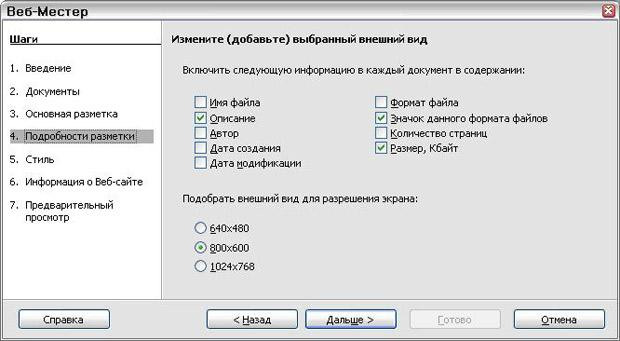 Веб-Мастер
Шаги
1. Введение
2. Документы
3. Основная разметка
4. Подробности разметки
5. Стиль
6. Информация о Веб-сайте
7. Предварительный
просмотр
Измените (добавьте) выбранный внешний вид
Включить следующую информацию в каждый документ в содержании:
Имя файла
Описание
Автор
Дата создания
Дата модификации
Формат файла
Значок данного формата файлов
Количество страниц
Размер, Кбайт
Подобрать внешний вид для разрешения экрана:
640x480
800x600
1024x768
Справка
< Назад
Дальше >
Готово
Отмена